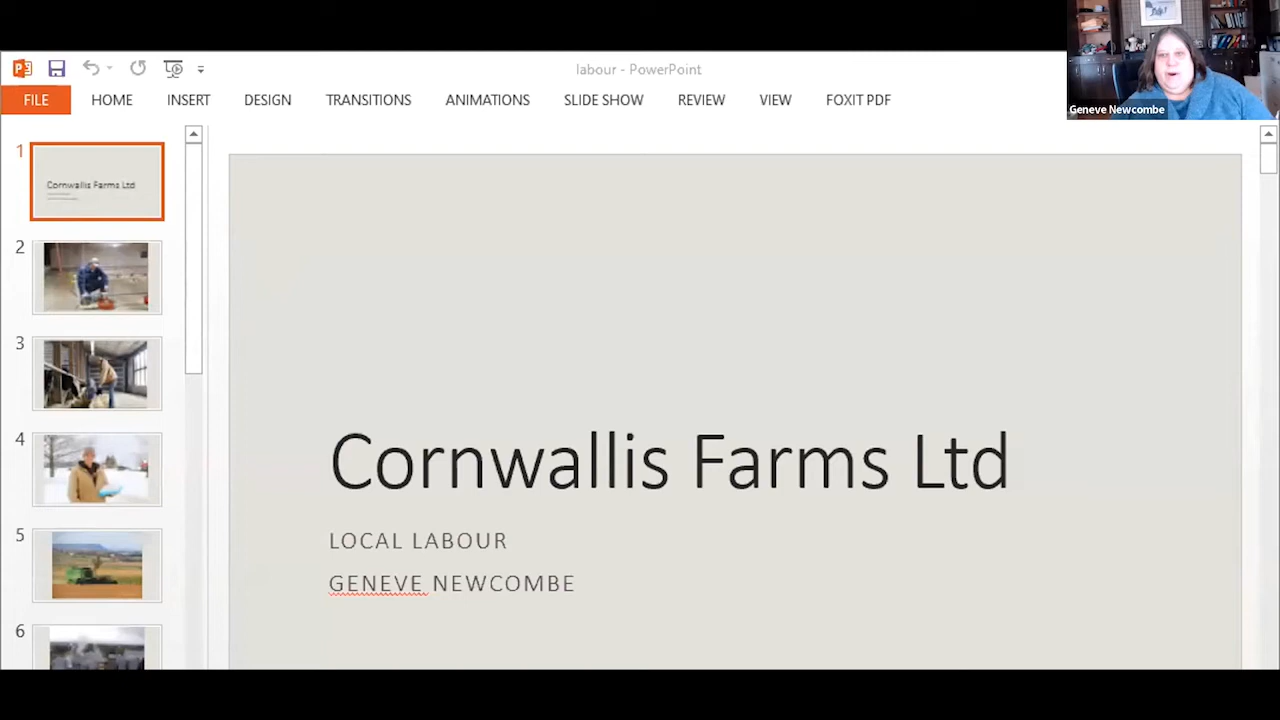 labour - PowerPoint
FILE HOME INSERT DESIGN TRANSITIONS ANIMATIONS SLIDE SHOW REVIEW VIEW FOXIT PDF
Geneve Newcombe
1
Cornwallis Farms Ltd
2
3
4
5
6
Cornwallis Farms Ltd
LOCAL LABOUR
GENEVE NEWCOMBE